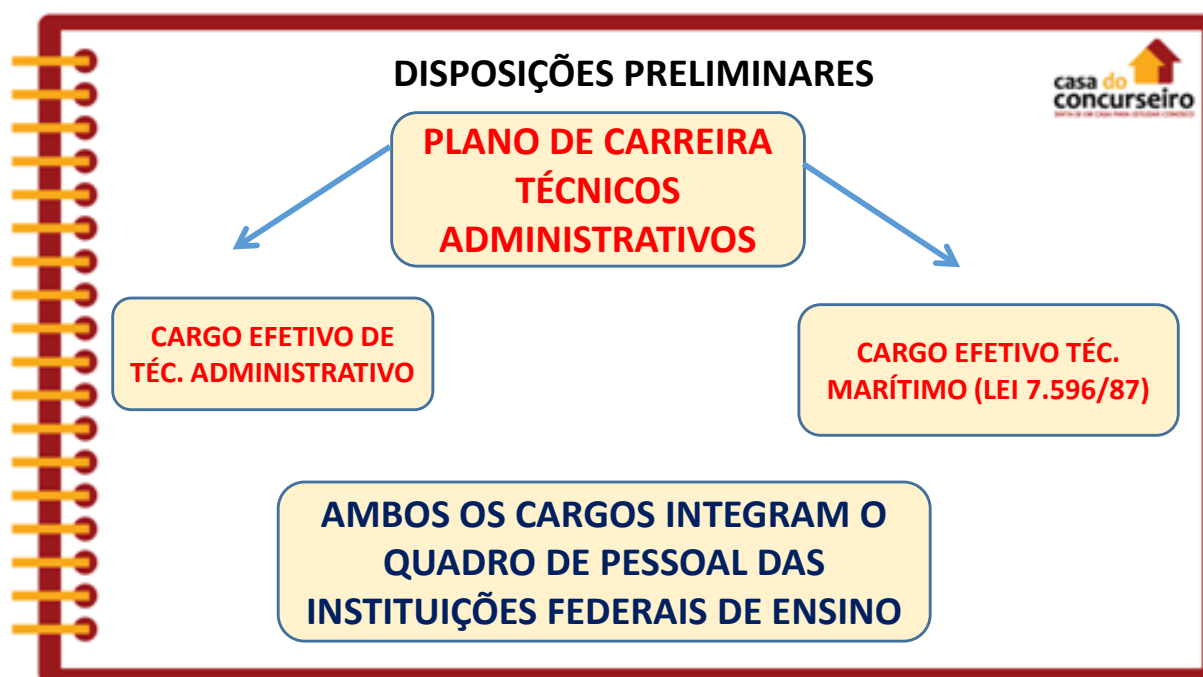 DISPOSIÇÕES PRELIMINARES
casa do
concurseiro
PLANO DE CARREIRA
TÉCNICOS
ADMINISTRATIVOS
CARGO EFETIVO DE
TÉC. ADMINISTRATIVO
CARGO EFETIVO TÉC.
MARÍTIMO (LEI 7.596/87)
AMBOS OS CARGOS INTEGRAM O
QUADRO DE PESSOAL DAS
INSTITUIÇÕES FEDERAIS DE ENSINO